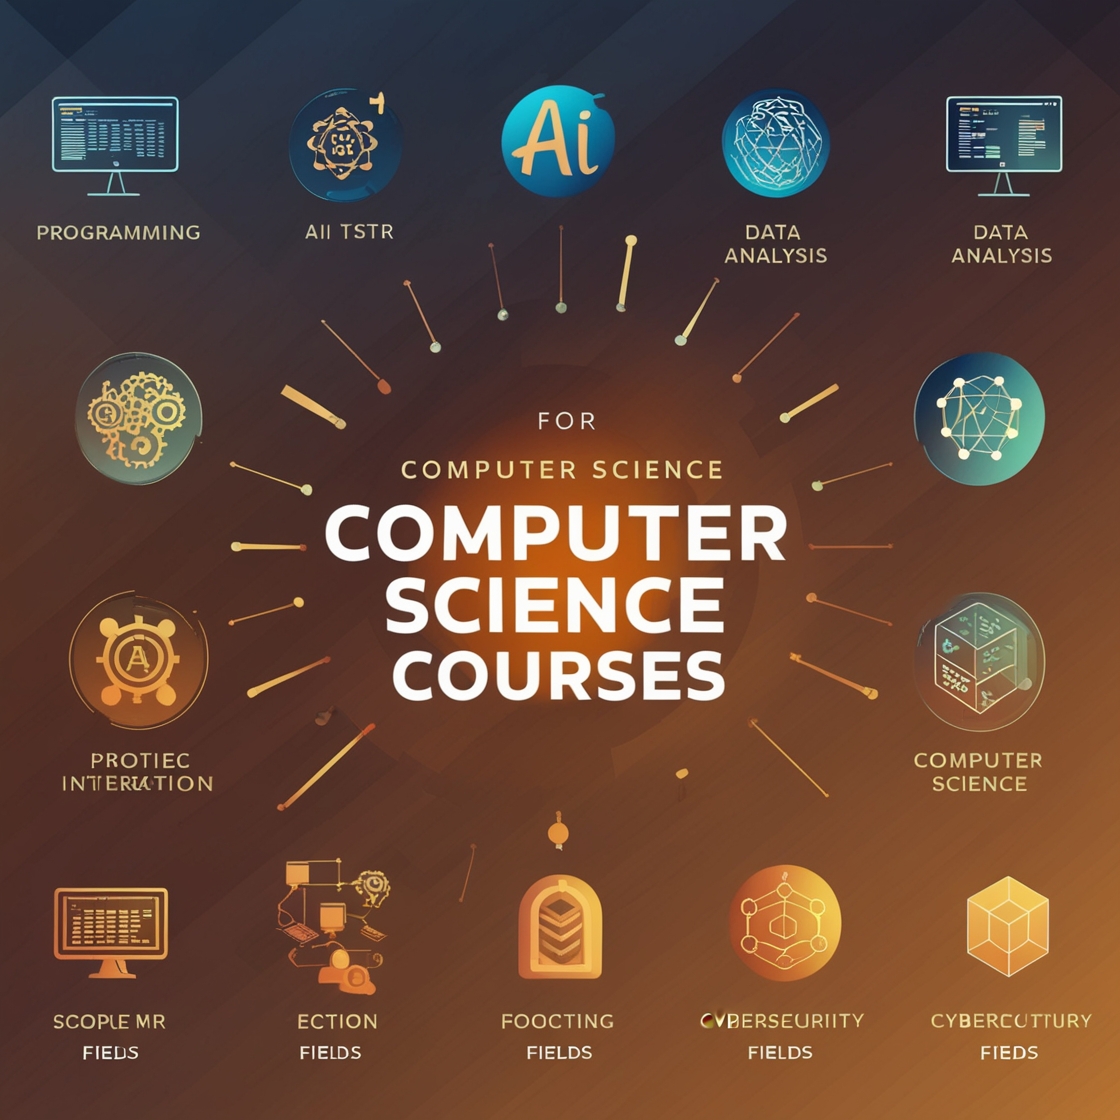 Ai
PROGRAMMING
AII TSTR
DATA
ANALYSIS
DATA
ANALYSIS
FOR
COMPUTER SCIENCE
COMPUTER
SCIENCE
COURSES
A
PROTIEC
COMPUTER
SCIENCE
SCOPLE MR
FIELDS
ECTION
FIELDS
FOOCTING
FIELDS
FIELDS
FIEDS